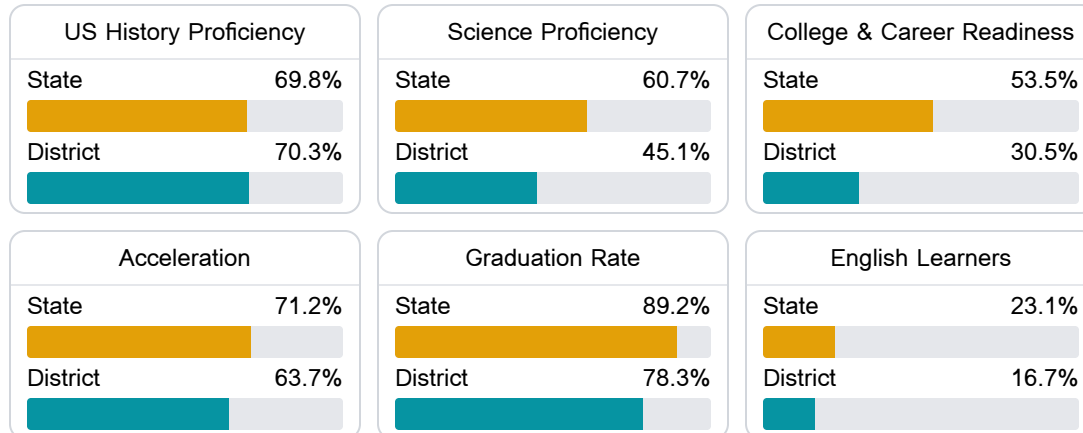 US History Proficiency
State 69.8%
District 70.3%
Science Proficiency
State 60.7%
District 45.1%
College & Career Readiness
State 53.5%
District 30.5%
Acceleration
State 71.2%
District 63.7%
Graduation Rate
State 89.2%
District 78.3%
English Learners
State 23.1%
District 16.7%